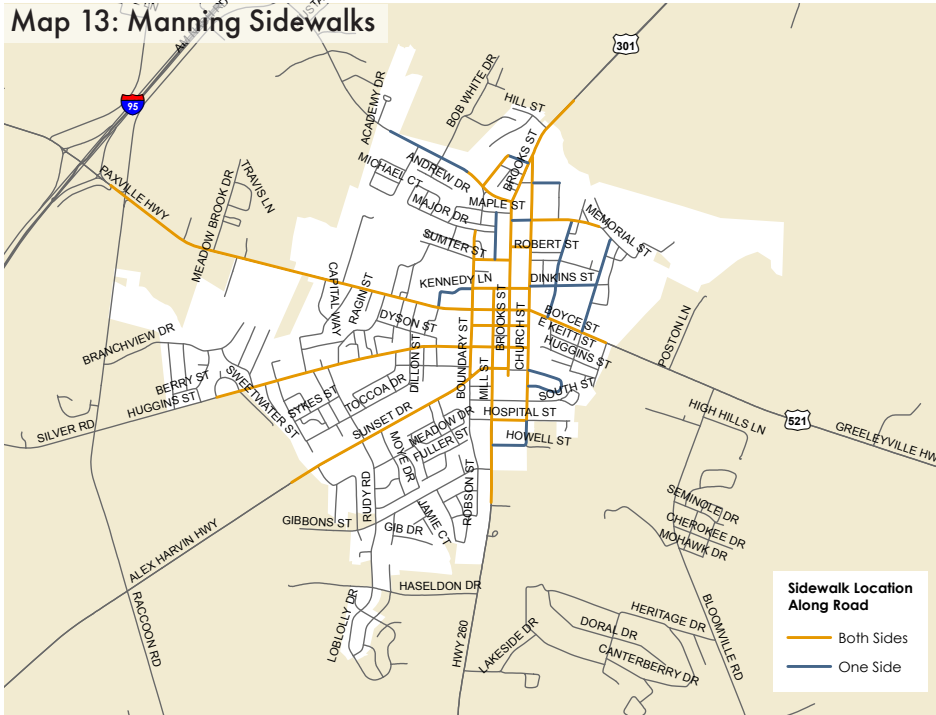 Map 13: Manning Sidewalks
301
95
ACADEMY DR
BOB WHITE DR
HILL ST
BROOKS ST
ANDREW DR
MICHAEL CT
MAJOR DR
MAPLE ST
MEMORIAL ST
PAXVILLE HWY
MEADOW BROOK DR
TRAVIS LN
SUMTER ST
ROBERT ST
KENNEDY LN
DINKINS ST
CAPITAL WAY
RAGIN ST
DYSON ST
BROOKS ST
CHURCH ST
BOYCE ST
E KEITT ST
HUGGINS ST
POSTON LN
BRANCHVIEW DR
BERRY ST
HUGGINS ST
SILVER RD
SWEETWATER ST
SYKES ST
TOCCOA DR
DILLON ST
BOUNDARY ST
MILL ST
SOUTH ST
HOSPITAL ST
HOWELL ST
SUNSET DR
MEADOW DR
FULLER ST
MOYE DR
HIGH HILLS LN
521
GREELEYVILLE HW
RUDY RD
ROBSON ST
JAMIE CT
GIBBONS ST
GIB DR
ALEX HARVIN HWY
SEMINOLE DR
CHEROKEE DR
MOHAWK DR
RACCOON RD
HASELDON DR
LOBLOLLY DR
HWY 260
LAKESIDE DR
HERITAGE DR
DORAL DR
CANTERBERRY DR
BLOOMVILLE RD
Sidewalk Location
Along Road
Both Sides
One Side